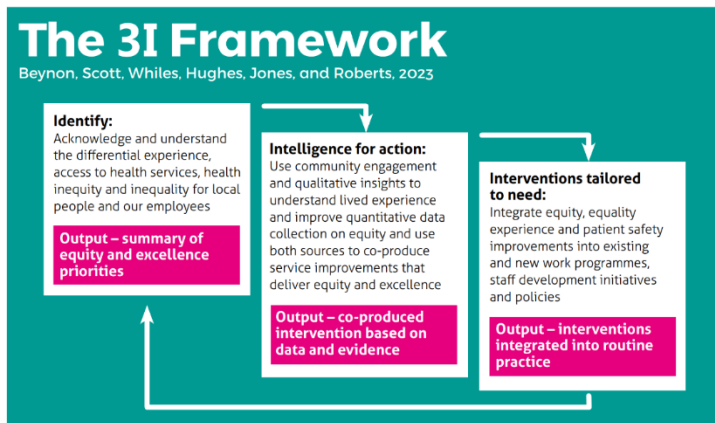 The 3I Framework
Beynon, Scott, Whiles, Hughes, Jones, and Roberts, 2023
Identify:
Acknowledge and understand
the differential experience,
access to health services, health
inequity and inequality for local
people and our employees
Output – summary of
equity and excellence
priorities
Intelligence for action:
Use community engagement
and qualitative insights to
understand lived experience
and improve quantitative data
collection on equity and use
both sources to co-produce
service improvements that
deliver equity and excellence
Output – co-produced
intervention based on
data and evidence
Interventions tailored
to need:
Integrate equity, equality
experience and patient safety
improvements into existing
and new work programmes,
staff development initiatives
and policies
Output – interventions
integrated into routine
practice